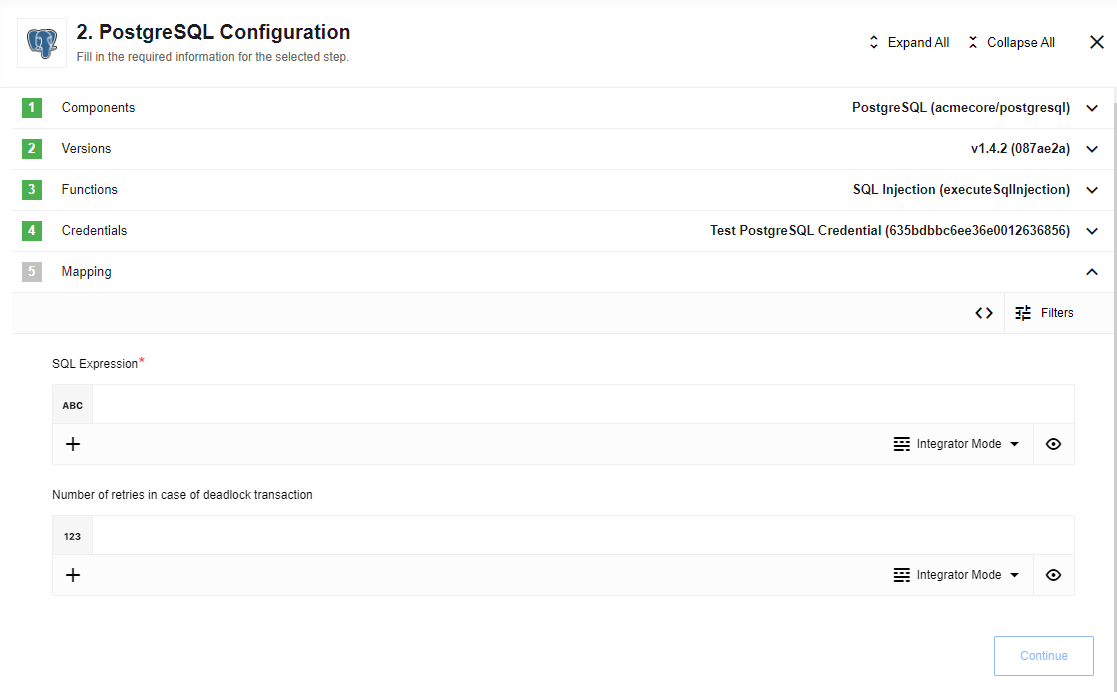 2. PostgreSQL Configuration
Fill in the required information for the selected step.
Expand All
Collapse All
1 Components PostgreSQL (acmecore/postgresql)
2 Versions v1.4.2 (087ae2a)
3 Functions SQL Injection (executeSqlInjection)
4 Credentials Test PostgreSQL Credential (635bdbbc6ee36e0012636856)
5 Mapping
Filters
SQL Expression*
ABC
Integrator Mode
Number of retries in case of deadlock transaction
123
Integrator Mode
Continue